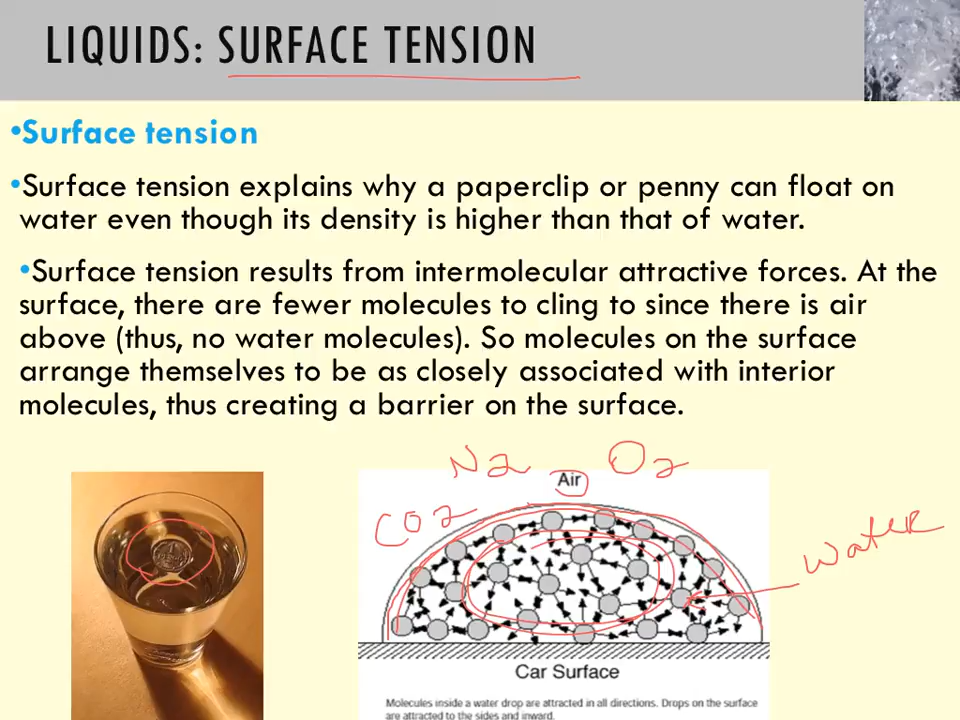 LIQUIDS: SURFACE TENSION
•Surface tension
•Surface tension explains why a paperclip or penny can float on
water even though its density is higher than that of water.
•Surface tension results from intermolecular attractive forces. At the
surface, there are fewer molecules to cling to since there is air
above (thus, no water molecules). So molecules on the surface
arrange themselves to be as closely associated with interior
molecules, thus creating a barrier on the surface.
N2 O2
Air
CO2
water
Car Surface
Molecules inside a water drop are attracted in all directions. Drops on the surface
are attracted to the sides and inward.